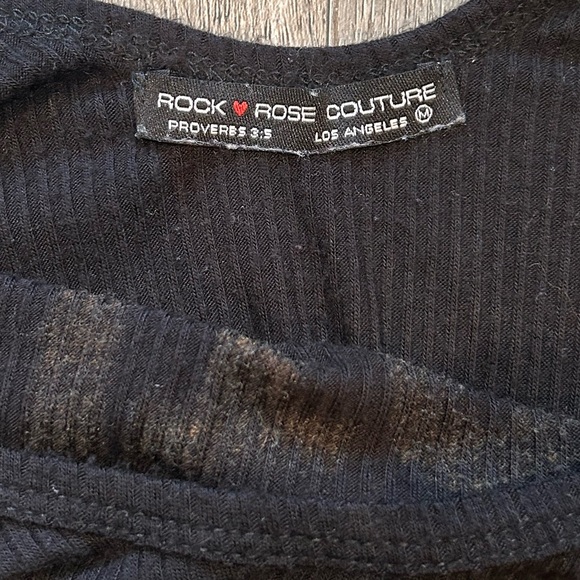 ROCK ♥ ROSE COUTURE
PROVERBS 3:5 LOS ANGELES M